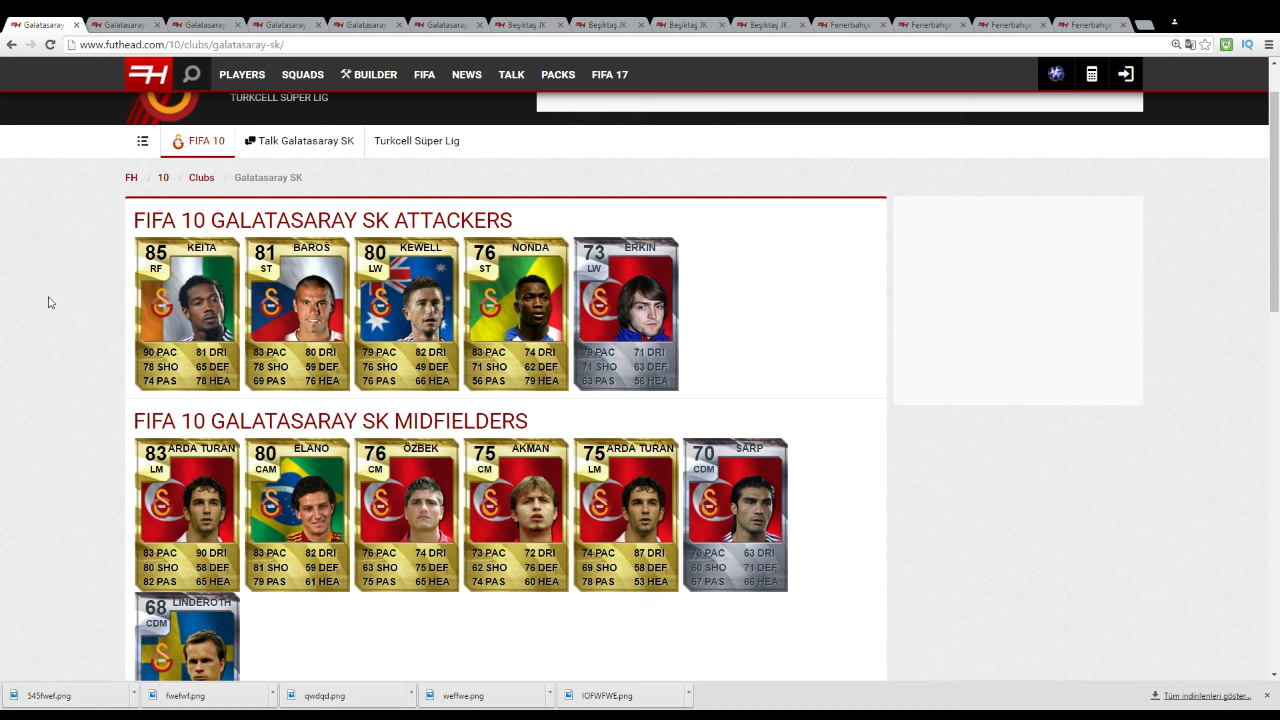 Galatasaray Galatasaray Galatasaray Galatasaray Galatasaray Galatasaray Beşiktaş JK Beşiktaş JK Beşiktaş JK Beşiktaş JK Fenerbahçe Fenerbahçe Fenerbahçe Fenerbahçe
www.futhead.com/10/clubs/galatasaray-sk/
FH PLAYERS SQUADS BUILDER FIFA NEWS TALK PACKS FIFA 17
TURKCELL SÜPER LIG
FIFA 10 Talk Galatasaray SK Turkcell Süper Lig
FH / 10 / Clubs / Galatasaray SK
FIFA 10 GALATASARAY SK ATTACKERS
85 KEITA
RF
90 PAC 81 DRI
78 SHO 65 DEF
74 PAS 78 HEA
81 BAROŠ
ST
83 PAC 80 DRI
78 SHO 59 DEF
69 PAS 76 HEA
80 KEWELL
LW
79 PAC 82 DRI
76 SHO 49 DEF
76 PAS 66 HEA
76 NONDA
ST
83 PAC 74 DRI
71 SHO 62 DEF
56 PAS 79 HEA
73 ERKIN
LW
79 PAC 71 DRI
71 SHO 63 DEF
63 PAS 56 HEA
FIFA 10 GALATASARAY SK MIDFIELDERS
83 ARDA TURAN
LM
83 PAC 90 DRI
80 SHO 58 DEF
82 PAS 65 HEA
80 ELANO
CAM
83 PAC 82 DRI
81 SHO 59 DEF
79 PAS 61 HEA
76 ÖZBEK
CM
76 PAC 74 DRI
63 SHO 75 DEF
75 PAS 65 HEA
75 AKMAN
CM
73 PAC 72 DRI
62 SHO 76 DEF
74 PAS 60 HEA
75 ARDA TURAN
LM
74 PAC 87 DRI
69 SHO 58 DEF
78 PAS 53 HEA
70 SARP
CDM
70 PAC 63 DRI
60 SHO 71 DEF
67 PAS 66 HEA
68 LINDEROTH
CDM
545fwef.png fwefwf.png qwdqd.png weffwe.png IOFWFWE.png Tüm indirilenleri göster...